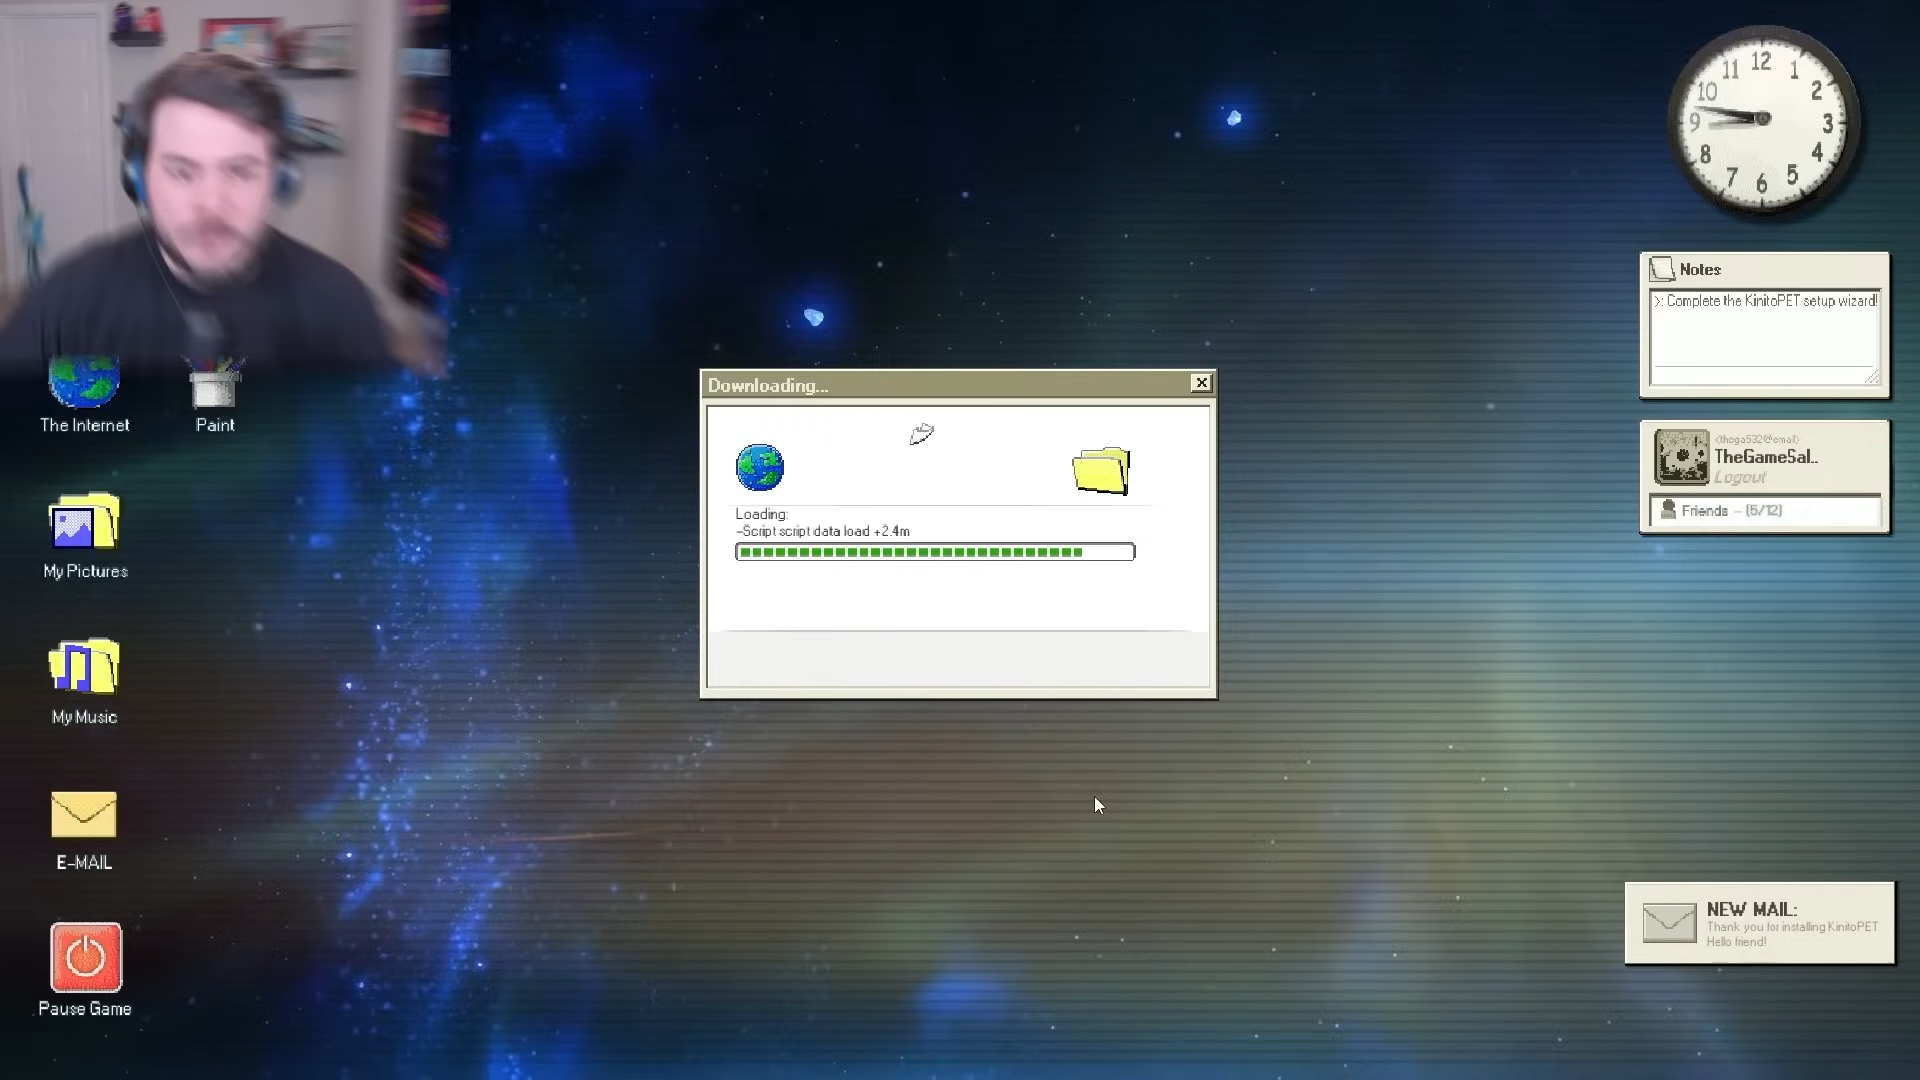 12
11
1
10
2
9
3
8
4
7
5
6
Notes
>: Complete the KinitoPET setup wizard!
<thega532@email>
TheGameSal..
Logout
Friends - (5/12)
The Internet
Paint
Downloading...
Loading:
-Script script data load +2.4m
My Pictures
My Music
E-MAIL
NEW MAIL:
Thank you for installing KinitoPET
Hello friend!
Pause Game